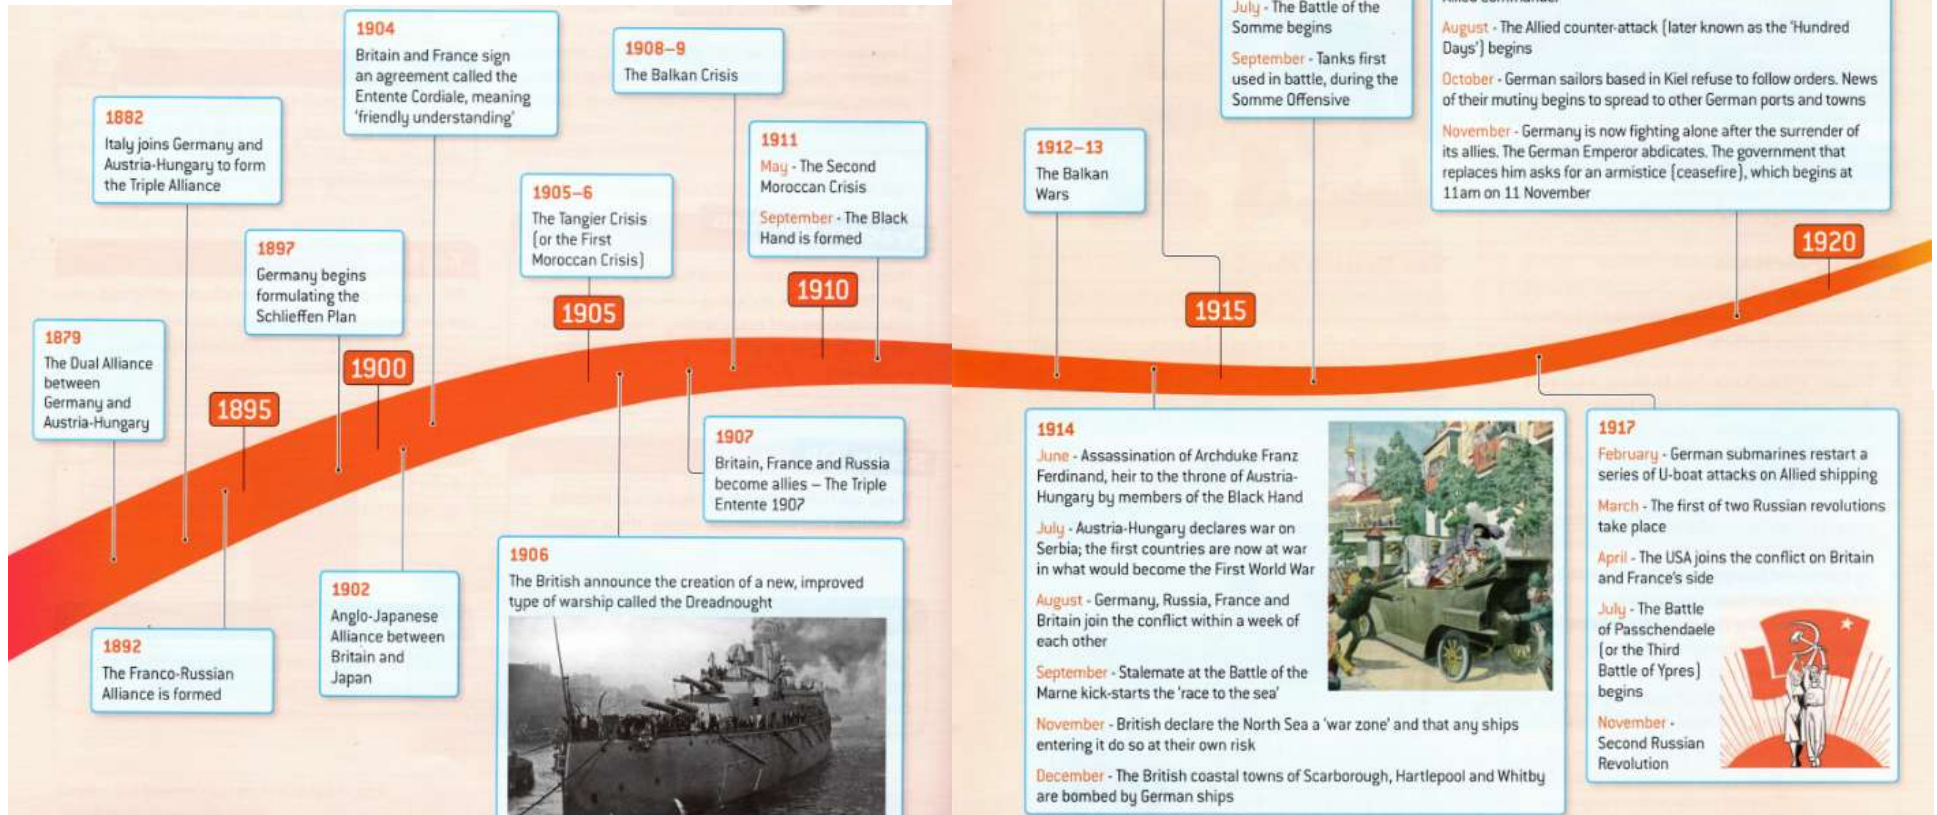 1879
The Dual Alliance
between
Germany and
Austria-Hungary
1882
Italy joins Germany and
Austria-Hungary to form
the Triple Alliance
1892
The Franco-Russian
Alliance is formed
1895
1897
Germany begins
formulating the
Schlieffen Plan
1900
1902
Anglo-Japanese
Alliance between
Britain and
Japan
1904
Britain and France sign
an agreement called the
Entente Cordiale, meaning
'friendly understanding'
1905
1905–6
The Tangier Crisis
(or the First
Moroccan Crisis)
1906
The British announce the creation of a new, improved
type of warship called the Dreadnought
1907
Britain, France and Russia
become allies – The Triple
Entente 1907
1908–9
The Balkan Crisis
1910
1911
May - The Second
Moroccan Crisis
September - The Black
Hand is formed
1912–13
The Balkan
Wars
1914
June - Assassination of Archduke Franz
Ferdinand, heir to the throne of Austria-
Hungary by members of the Black Hand
July - Austria-Hungary declares war on
Serbia; the first countries are now at war
in what would become the First World War
August - Germany, Russia, France and
Britain join the conflict within a week of
each other
September - Stalemate at the Battle of the
Marne kick-starts the 'race to the sea'
November - British declare the North Sea a 'war zone' and that any ships
entering it do so at their own risk
December - The British coastal towns of Scarborough, Hartlepool and Whitby
are bombed by German ships
1915
July - The Battle of the
Somme begins
September - Tanks first
used in battle, during the
Somme Offensive
1917
February - German submarines restart a
series of U-boat attacks on Allied shipping
March - The first of two Russian revolutions
take place
April - The USA joins the conflict on Britain
and France's side
July - The Battle
of Passchendaele
(or the Third
Battle of Ypres)
begins
November -
Second Russian
Revolution
August - The Allied counter-attack (later known as the 'Hundred
Days') begins
October - German sailors based in Kiel refuse to follow orders. News
of their mutiny begins to spread to other German ports and towns
November - Germany is now fighting alone after the surrender of
its allies. The German Emperor abdicates. The government that
replaces him asks for an armistice (ceasefire), which begins at
11am on 11 November
1920